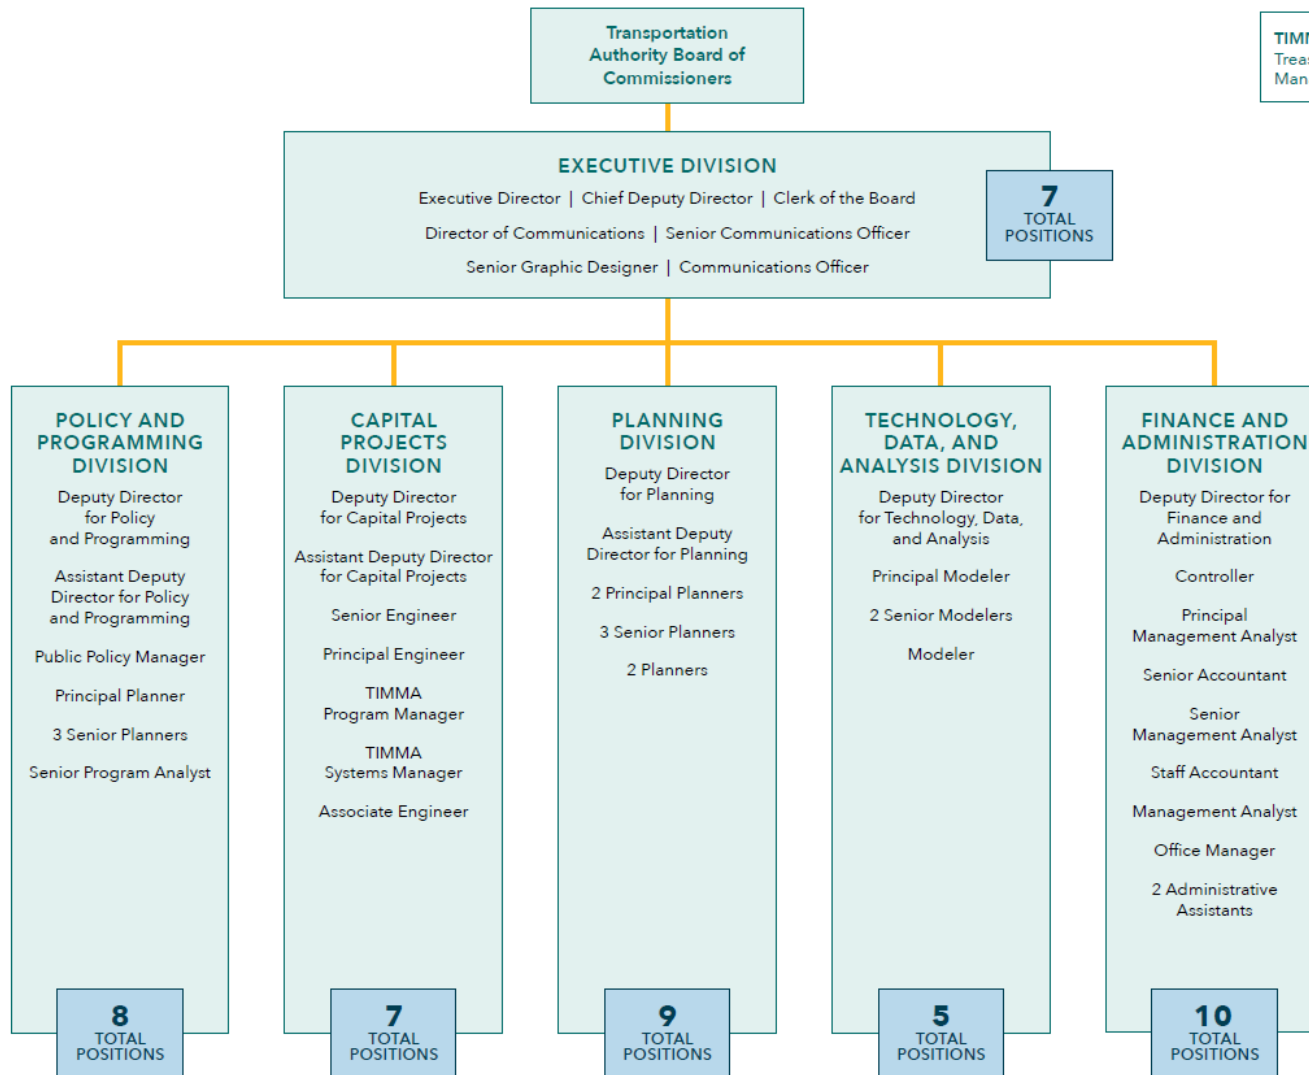 Transportation
Authority Board of
Commissioners
EXECUTIVE DIVISION
Executive Director | Chief Deputy Director | Clerk of the Board
Director of Communications | Senior Communications Officer
Senior Graphic Designer | Communications Officer
7
TOTAL
POSITIONS
POLICY AND
PROGRAMMING
DIVISION
Deputy Director
for Policy
and Programming
Assistant Deputy
Director for Policy
and Programming
Public Policy Manager
Principal Planner
3 Senior Planners
Senior Program Analyst
8
TOTAL
POSITIONS
CAPITAL
PROJECTS
DIVISION
Deputy Director
for Capital Projects
Assistant Deputy Director
for Capital Projects
Senior Engineer
Principal Engineer
TIMMA
Program Manager
TIMMA
Systems Manager
Associate Engineer
7
TOTAL
POSITIONS
PLANNING
DIVISION
Deputy Director
for Planning
Assistant Deputy
Director for Planning
2 Principal Planners
3 Senior Planners
2 Planners
9
TOTAL
POSITIONS
TECHNOLOGY,
DATA, AND
ANALYSIS DIVISION
Deputy Director
for Technology, Data,
and Analysis
Principal Modeler
2 Senior Modelers
Modeler
5
TOTAL
POSITIONS
FINANCE AND
ADMINISTRATION
DIVISION
Deputy Director for
Finance and
Administration
Controller
Principal
Management Analyst
Senior Accountant
Senior
Management Analyst
Staff Accountant
Management Analyst
Office Manager
2 Administrative
Assistants
10
TOTAL
POSITIONS